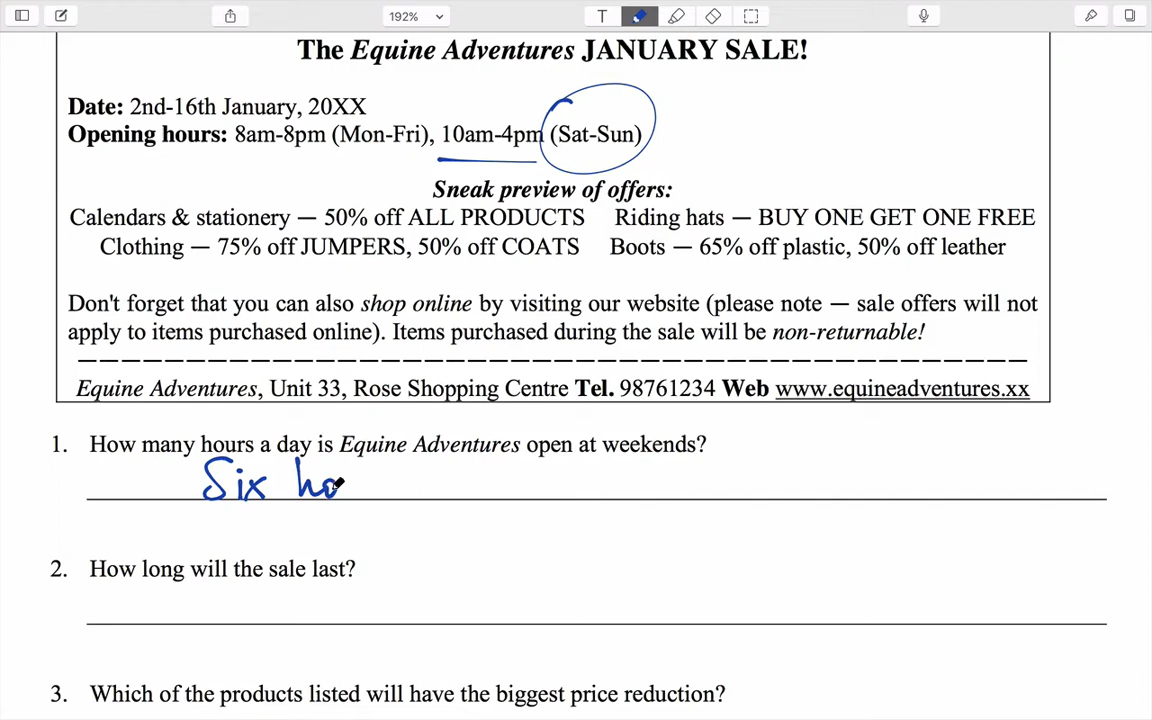 192%
The Equine Adventures JANUARY SALE!
Date: 2nd-16th January, 20XX
Opening hours: 8am-8pm (Mon-Fri), 10am-4pm (Sat-Sun)
Sneak preview of offers:
Calendars & stationery — 50% off ALL PRODUCTS Riding hats — BUY ONE GET ONE FREE
Clothing — 75% off JUMPERS, 50% off COATS Boots — 65% off plastic, 50% off leather
Don't forget that you can also shop online by visiting our website (please note — sale offers will not
apply to items purchased online). Items purchased during the sale will be non-returnable!
Equine Adventures, Unit 33, Rose Shopping Centre Tel. 98761234 Web www.equineadventures.xx
1. How many hours a day is Equine Adventures open at weekends?
Six ho
2. How long will the sale last?
3. Which of the products listed will have the biggest price reduction?